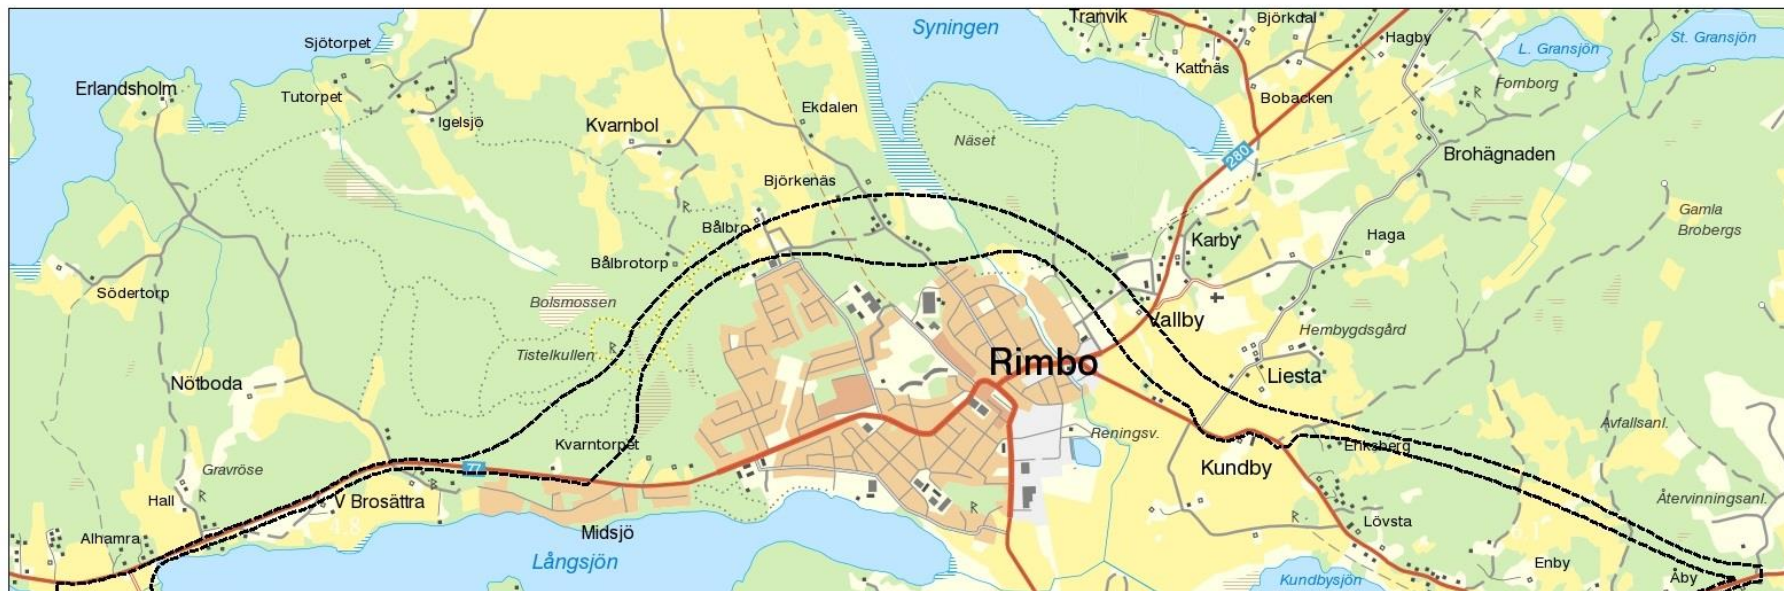 Syningen
Tranvik
Björkdal
Hagby
L. Gransjön
St. Gransjön
Sjötorpet
Kattnäs
Erlandsholm
Tutorpet
Igelsjö
Ekdalen
Bobacken
Fornborg
R
Kvarnbol
Näset
280
Brohägnaden
Björkenäs
R
Bålbro
Karby
Haga
Gamla
Brobergs
Bålbrotorp
Södertorp
Bolsmossen
Vallby
Hembygdsgård
Tistelkullen
R
Rimbo
Liesta
Nötboda
Avfallsanl.
Kvarntorpet
Reningsv.
Eriksberg
Gravröse
77
Kundby
Hall
R
V Brosättra
R
R
R
Återvinningsanl.
Lövsta
Alhamra
Midsjö
Långsjön
Enby
Kundbysjön
Åby